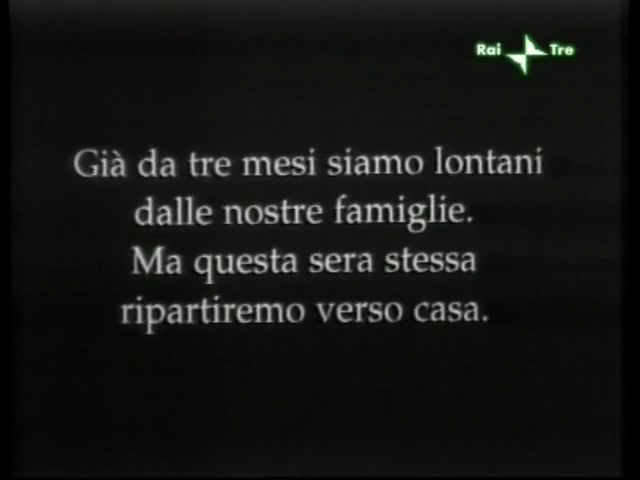 Rai Tre
Già da tre mesi siamo lontani
dalle nostre famiglie.
Ma questa sera stessa
ripartiremo verso casa.